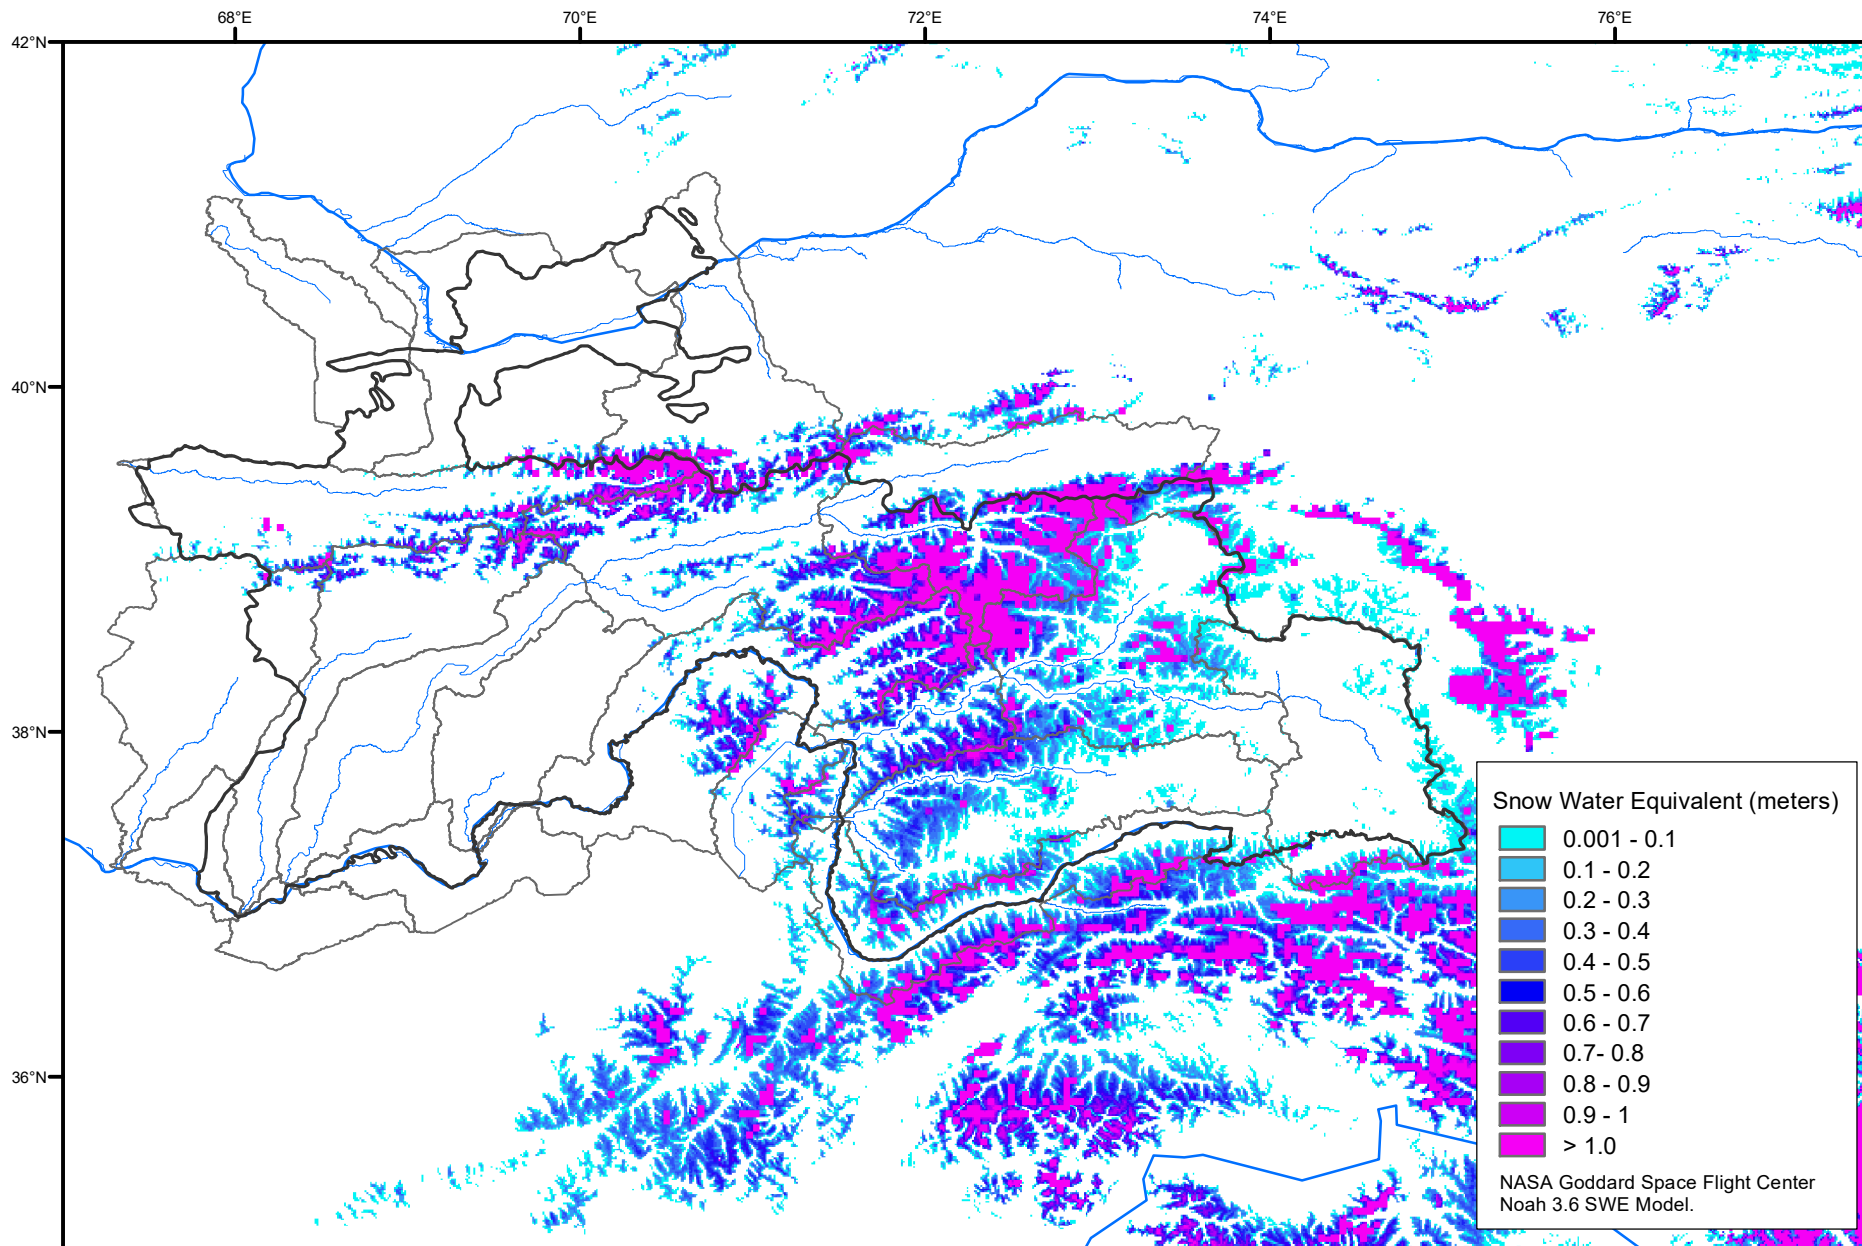 68°E 70°E 72°E 74°E 76°E
42°N
40°N
38°N
36°N
Snow Water Equivalent (meters)
0.001 - 0.1
0.1 - 0.2
0.2 - 0.3
0.3 - 0.4
0.4 - 0.5
0.5 - 0.6
0.6 - 0.7
0.7- 0.8
0.8 - 0.9
0.9 - 1
> 1.0
NASA Goddard Space Flight Center
Noah 3.6 SWE Model.